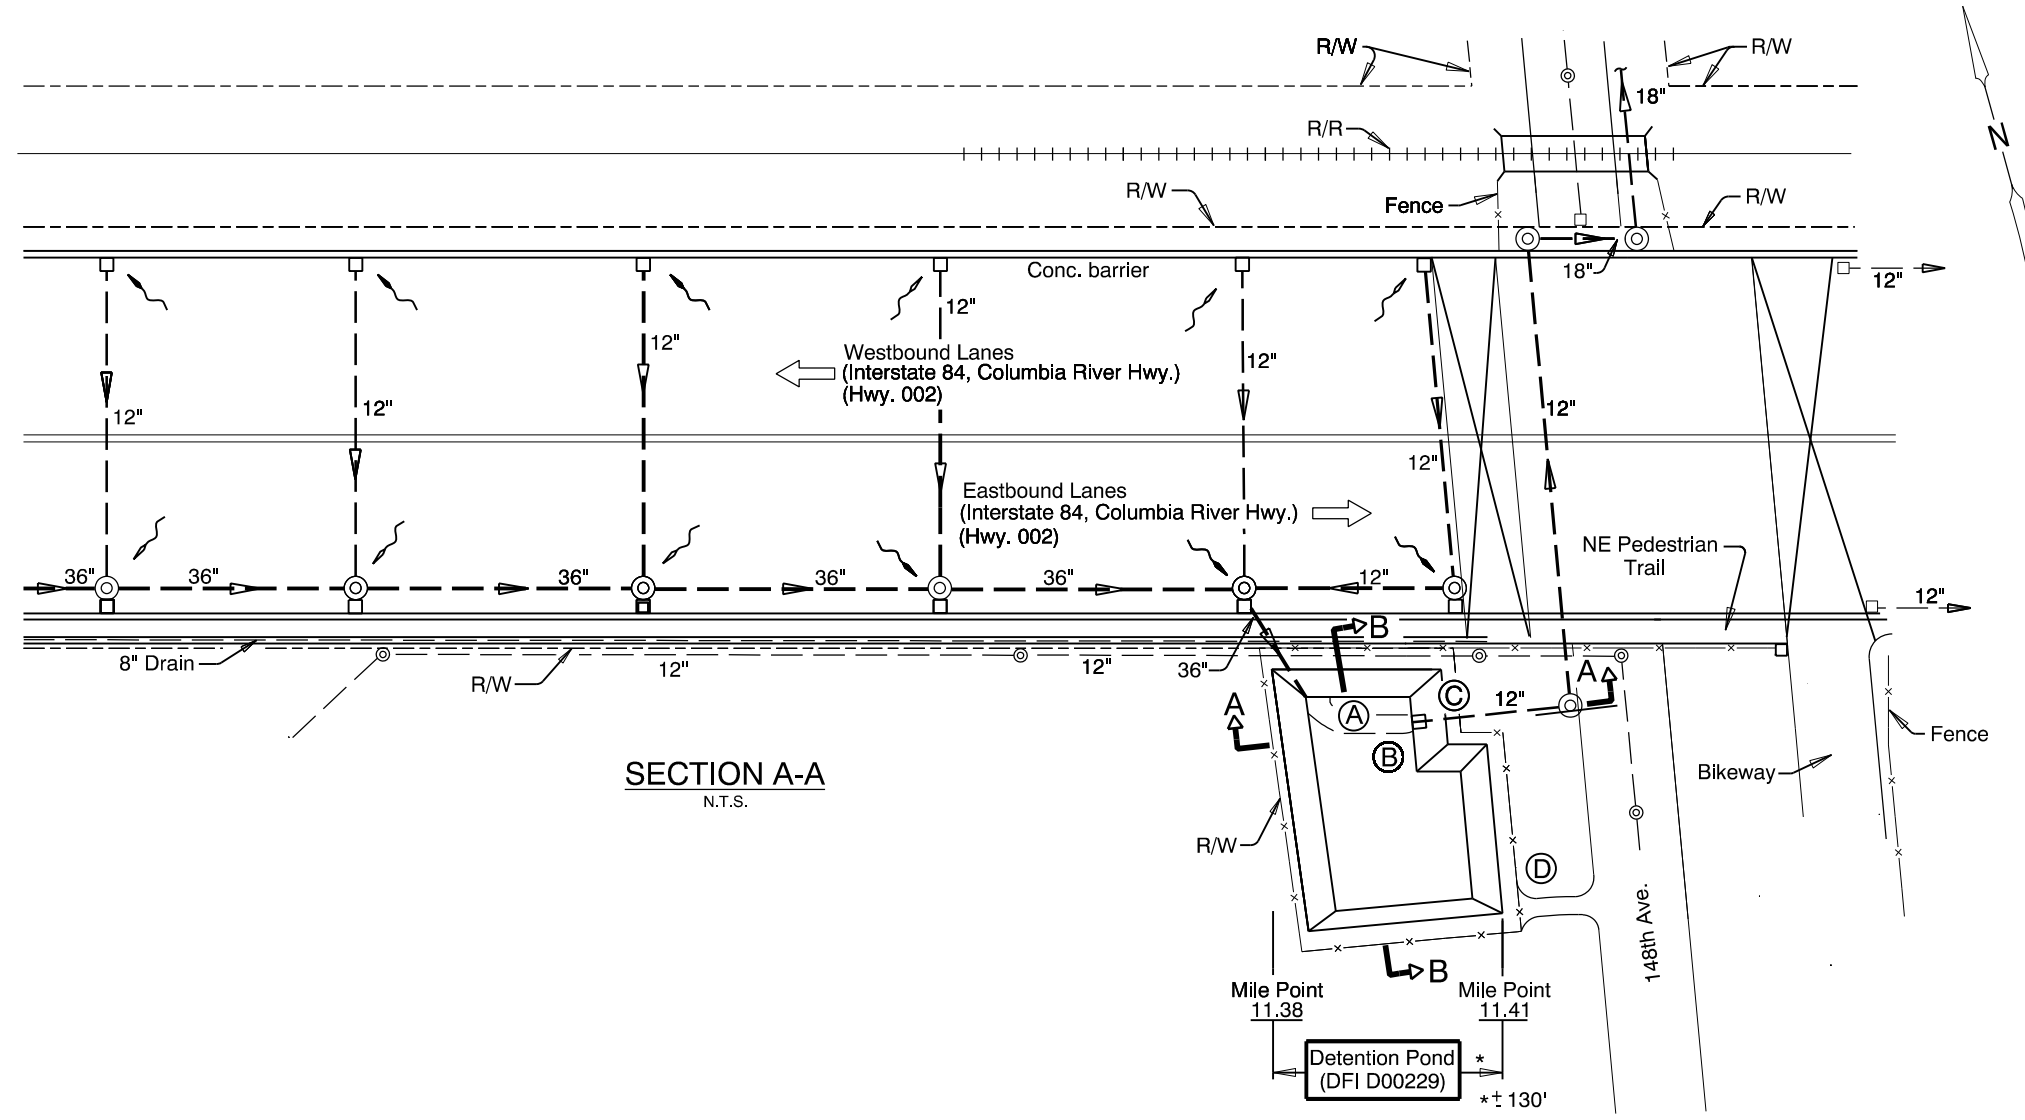 R/W
R/W
18"
N
R/R
R/W
Fence
R/W
Conc. barrier
18"
12"
12"
12"
12"
12"
12"
12"
12"
12"
Westbound Lanes
(Interstate 84, Columbia River Hwy.)
(Hwy. 002)
Eastbound Lanes
(Interstate 84, Columbia River Hwy.)
(Hwy. 002)
NE Pedestrian
Trail
36"
36"
36"
36"
36"
12"
12"
B
8" Drain
R/W
12"
12"
36"
A
A
C
12"
A
B
Fence
Bikeway
SECTION A-A
N.T.S.
R/W
D
148th Ave.
B
Mile Point
11.38
Mile Point
11.41
Detention Pond
(DFI D00229)
*
*± 130'